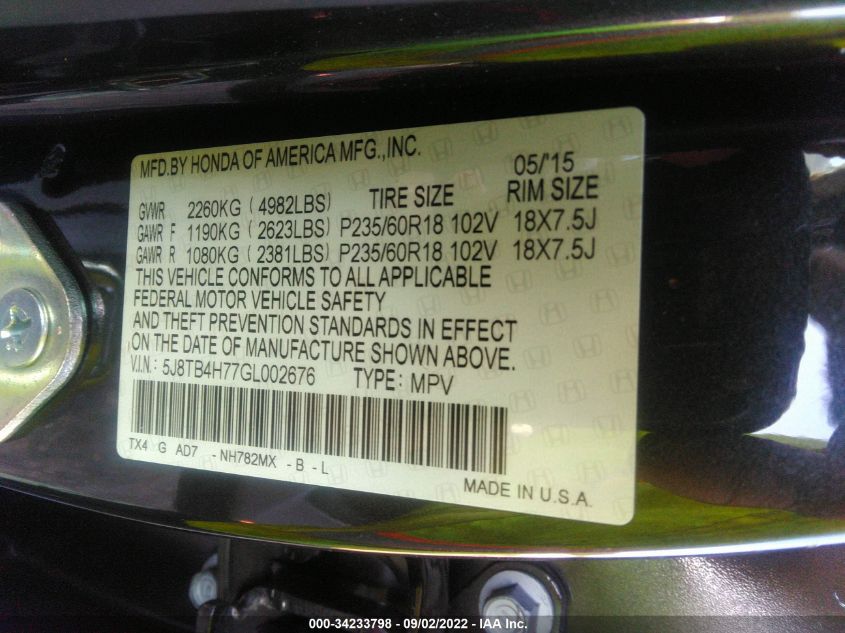 MFD.BY HONDA OF AMERICA MFG.,INC. 05/'15
GVWR 2260KG ( 4982LBS) TIRE SIZE RIM SIZE
GAWR F 1190KG ( 2623LBS) P235/60R18 102V 18X7.5J
GAWR R 1080KG ( 2381LBS) P235/60R18 102V 18X7.5J
THIS VEHICLE CONFORMS TO ALL APPLICABLE
FEDERAL MOTOR VEHICLE SAFETY
AND THEFT PREVENTION STANDARDS IN EFFECT
ON THE DATE OF MANUFACTURE SHOWN ABOVE.
V.I.N.: 5J8TB4H77GL002676 TYPE: MPV
TX4 G AD7 - NH782MX - B - L
MADE IN U.S.A.
000-34233798 - 09/02/2022 - IAA Inc.